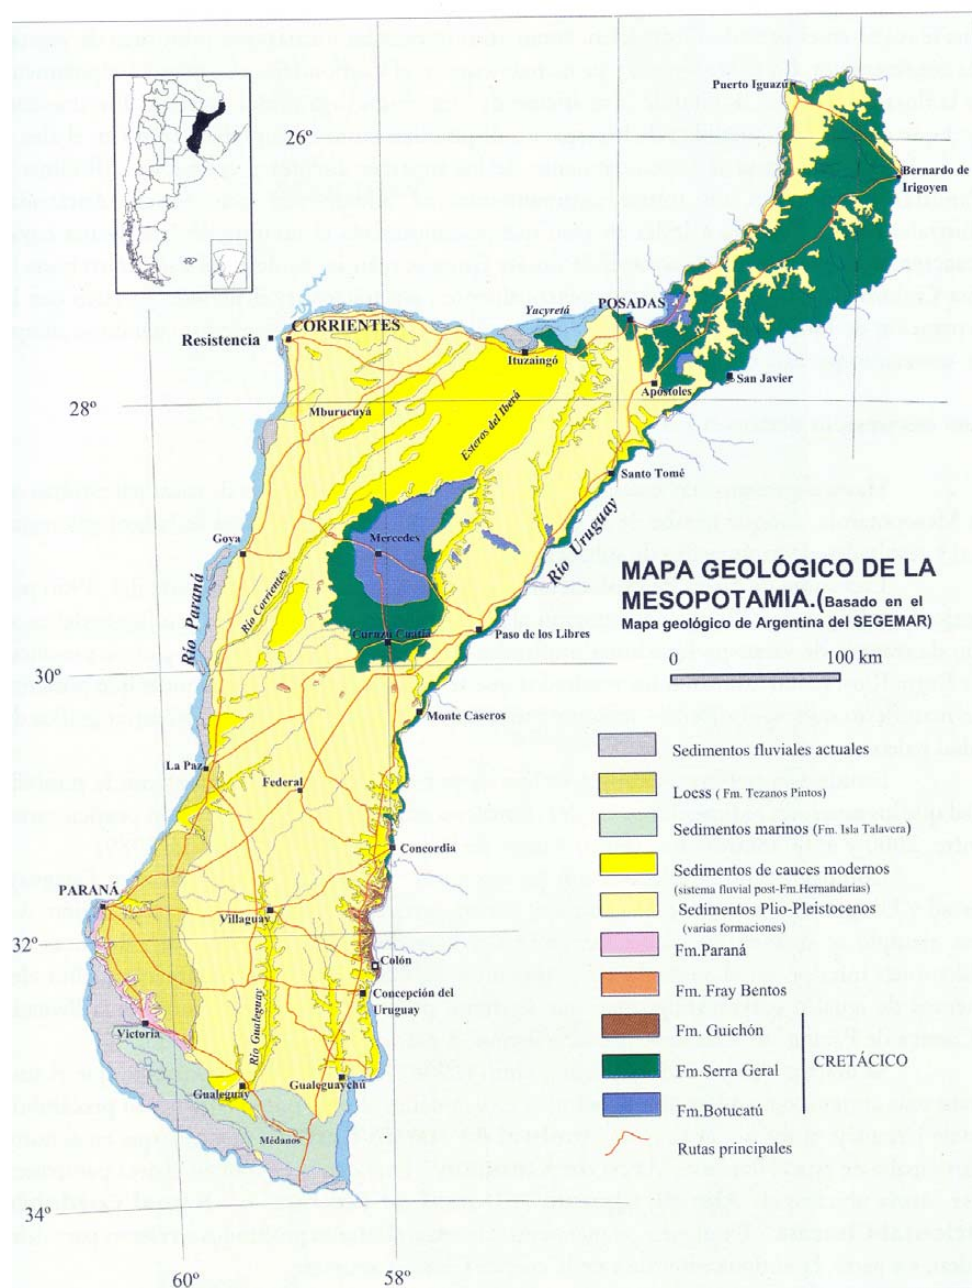 Puerto Iguazú
26º
Bernardo de
Irigoyen
POSADAS
Yacyretá
CORRIENTES
Resistencia
Ituzaingó
San Javier
Apóstoles
28º
Mburucuyá
Esteros del Iberá
Santo Tomé
Río Uruguay
Goya
Mercedes
Río Paraná
Río Corrientes
MAPA GEOLÓGICO DE LA
MESOPOTAMIA.(Basado en el
Mapa geológico de Argentina del SEGEMAR)
Curuzú Cuatiá
Paso de los Libres
0 100 km
30º
Monte Caseros
La Paz
Federal
Concordia
PARANÁ
Villaguay
32º
Colón
Concepción del
Uruguay
Río Gualeguay
Victoria
Gualeguay
Gualeguaychú
Médanos
34º
60º
58º
Sedimentos fluviales actuales
Loess ( Fm. Tezanos Pintos)
Sedimentos marinos (Fm. Isla Talavera)
Sedimentos de cauces modernos
(sistema fluvial post-Fm.Hernandarias)
Sedimentos Plio-Pleistocenos
(varias formaciones)
Fm.Paraná
Fm. Fray Bentos
Fm. Guichón
Fm.Serra Geral
CRETÁCICO
Fm.Botucatú
Rutas principales